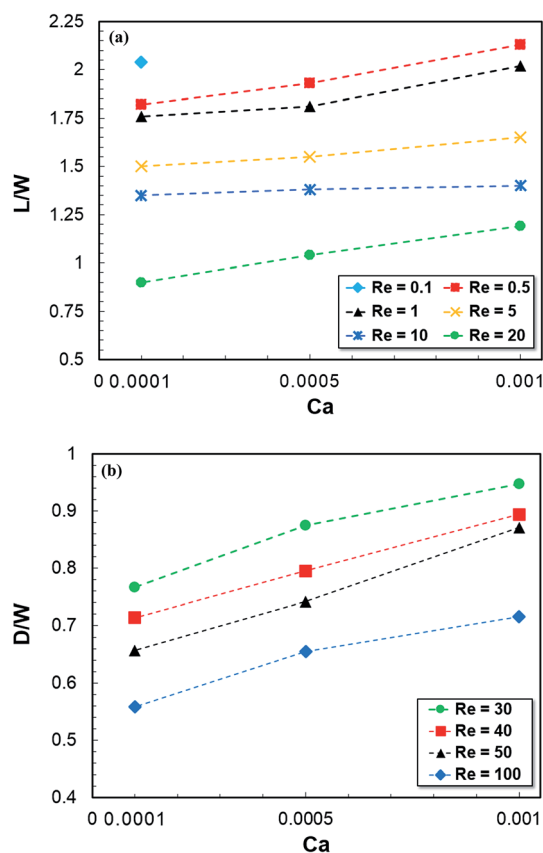 (a)
2.25
2
1.75
1.5
1.25
1
0.75
0.5
L/W
Re = 0.1 Re = 0.5
Re = 1 Re = 5
Re = 10 Re = 20
0 0.0001 0.0005 0.001
Ca
(b)
1
0.9
0.8
0.7
0.6
0.5
0.4
D/W
Re = 30
Re = 40
Re = 50
Re = 100
0 0.0001 0.0005 0.001
Ca